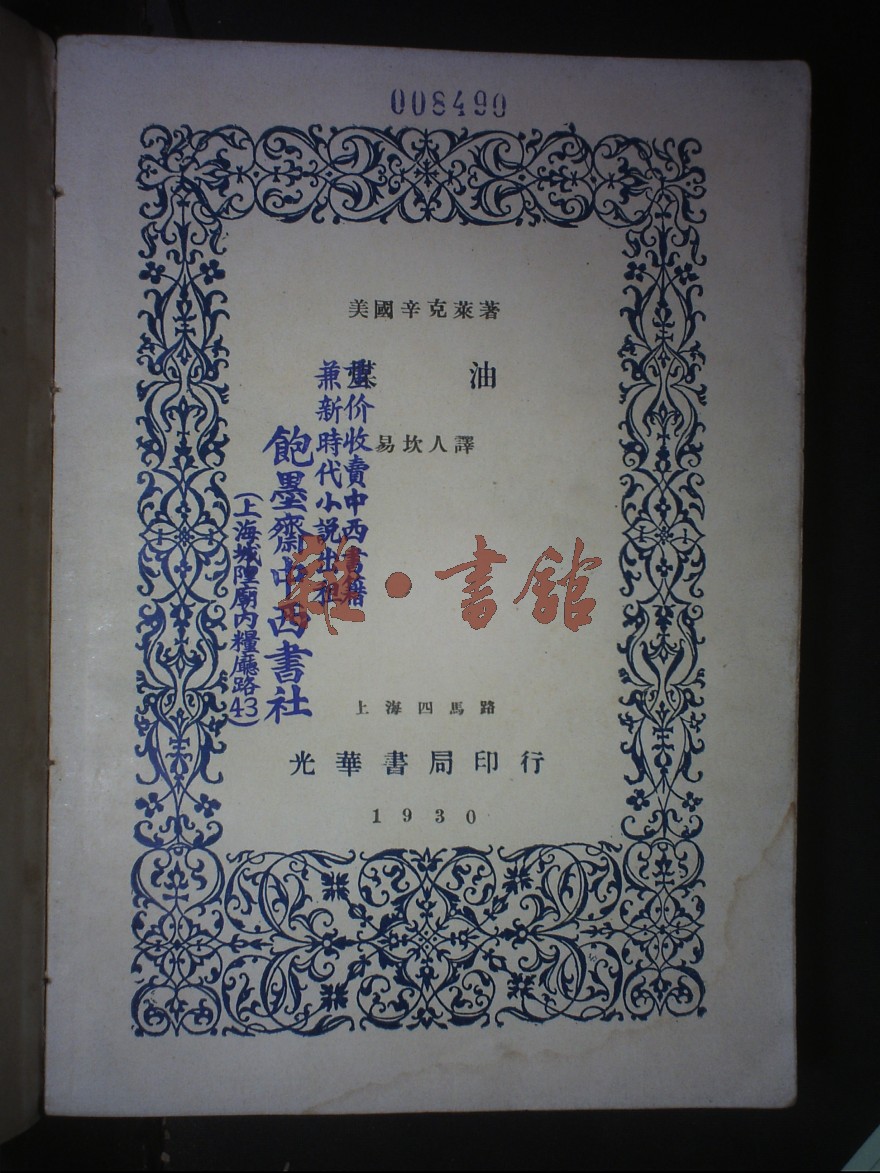 008490
美國辛克萊著
煤油
易坎人譯
价收賣中西書籍
兼新時代小說出租
飽墨齋中西書社
(上海城隍廟內糧廳路43)
雜·書館
上海四馬路
光華書局印行
1930